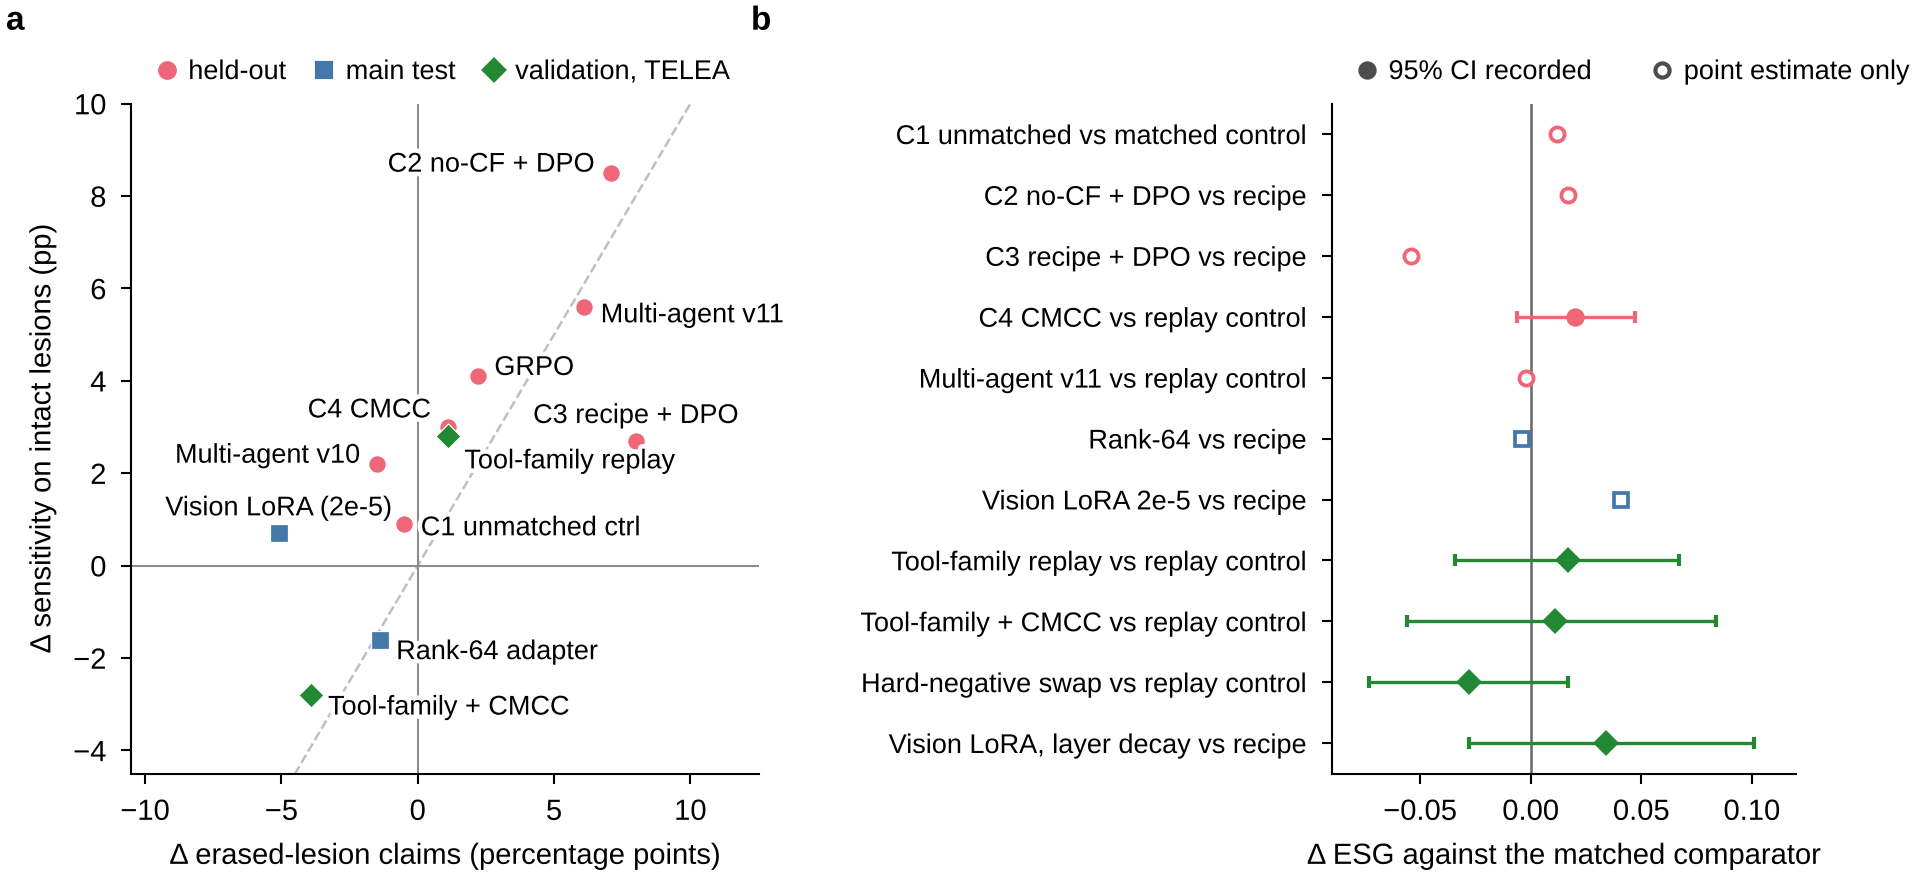 a
held-out
main test
validation, TELEA
10
8
6
4
2
0
−2
−4
Δ sensitivity on intact lesions (pp)
C2 no-CF + DPO
Multi-agent v11
GRPO
C4 CMCC
C3 recipe + DPO
Multi-agent v10
Tool-family replay
Vision LoRA (2e-5)
C1 unmatched ctrl
Rank-64 adapter
Tool-family + CMCC
−10
−5
0
5
10
Δ erased-lesion claims (percentage points)
b
95% CI recorded
point estimate only
C1 unmatched vs matched control
C2 no-CF + DPO vs recipe
C3 recipe + DPO vs recipe
C4 CMCC vs replay control
Multi-agent v11 vs replay control
Rank-64 vs recipe
Vision LoRA 2e-5 vs recipe
Tool-family replay vs replay control
Tool-family + CMCC vs replay control
Hard-negative swap vs replay control
Vision LoRA, layer decay vs recipe
−0.05
0.00
0.05
0.10
Δ ESG against the matched comparator